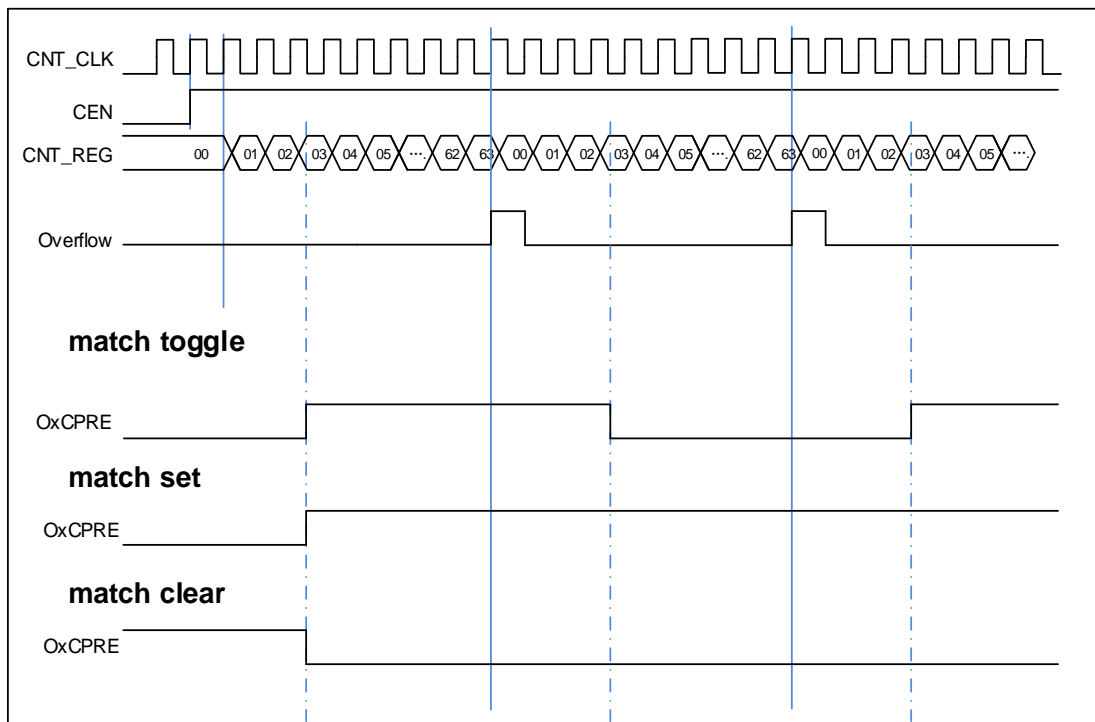 CNT_CLK
CEN
CNT_REG 00 01 02 03 04 05 ... 62 63 00 01 02 03 04 05 ... 62 63 00 01 02 03 04 05 ...
Overflow
match toggle
OxCPRE
match set
OxCPRE
match clear
OxCPRE